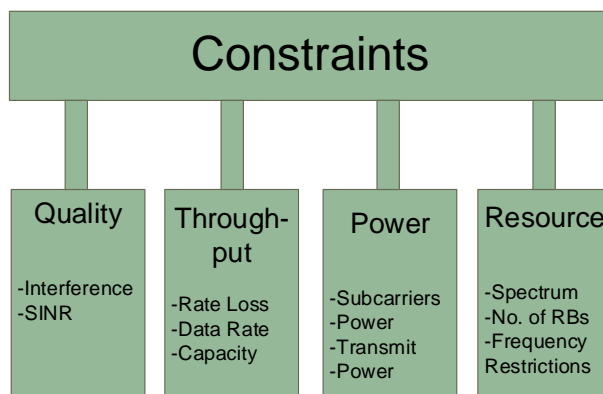 Constraints
Quality
-Interference
-SINR
Through-
put
-Rate Loss
-Data Rate
-Capacity
Power
-Subcarriers
-Power
-Transmit
-Power
Resource
-Spectrum
-No. of RBs
-Frequency
Restrictions